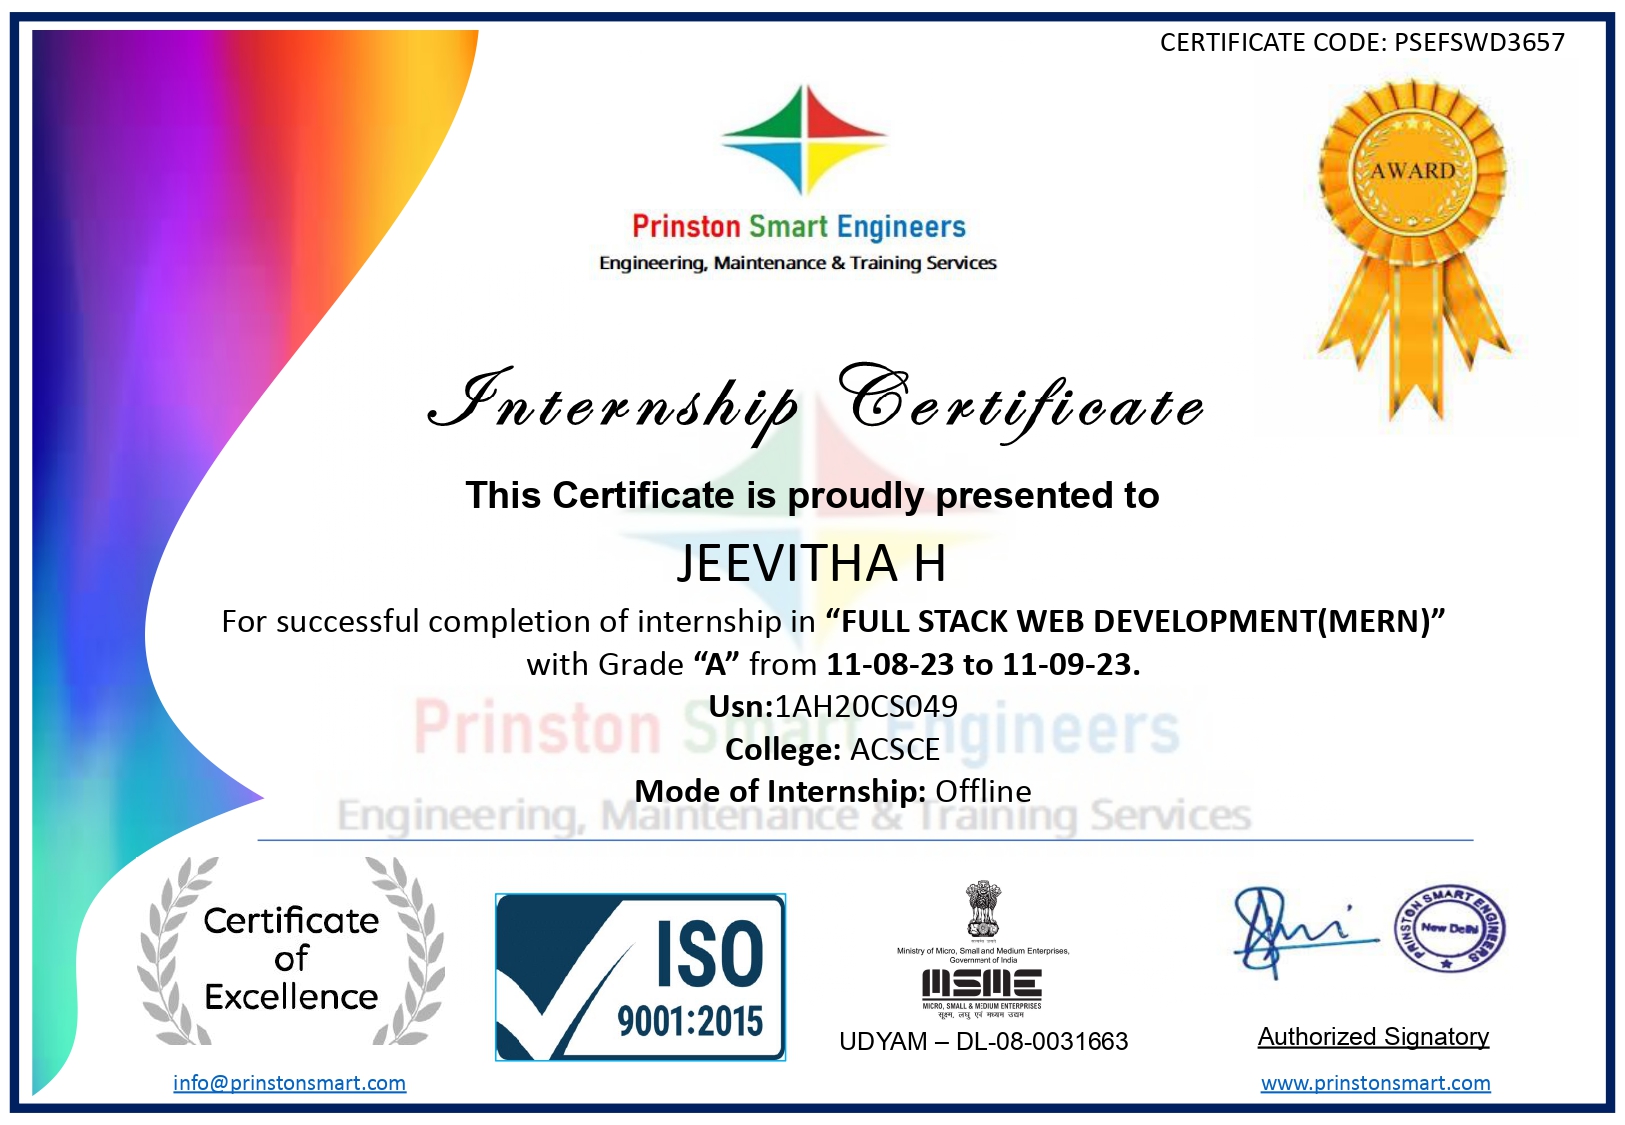 CERTIFICATE CODE: PSEFSWD3657
AWARD
Prinston Smart Engineers
Engineering, Maintenance & Training Services
Internship Certificate
This Certificate is proudly presented to
JEEVITHA H
For successful completion of internship in “FULL STACK WEB DEVELOPMENT(MERN)”
with Grade “A” from 11-08-23 to 11-09-23.
Usn:1AH20CS049
Prinston Smart Engineers
College: ACSCE
Mode of Internship: Offline
Engineering, Maintenance & Training Services
Certificate
of
Excellence
ISO
9001:2015
सत्यमेव जयते
Ministry of Micro, Small and Medium Enterprises,
Government of India
MSME
MICRO, SMALL & MEDIUM ENTERPRISES
सूक्ष्म, लघु एवं मध्यम उद्यम
UDYAM – DL-08-0031663
PRINSTON SMART ENGINEERS
New Delhi
Authorized Signatory
info@prinstonsmart.com
www.prinstonsmart.com